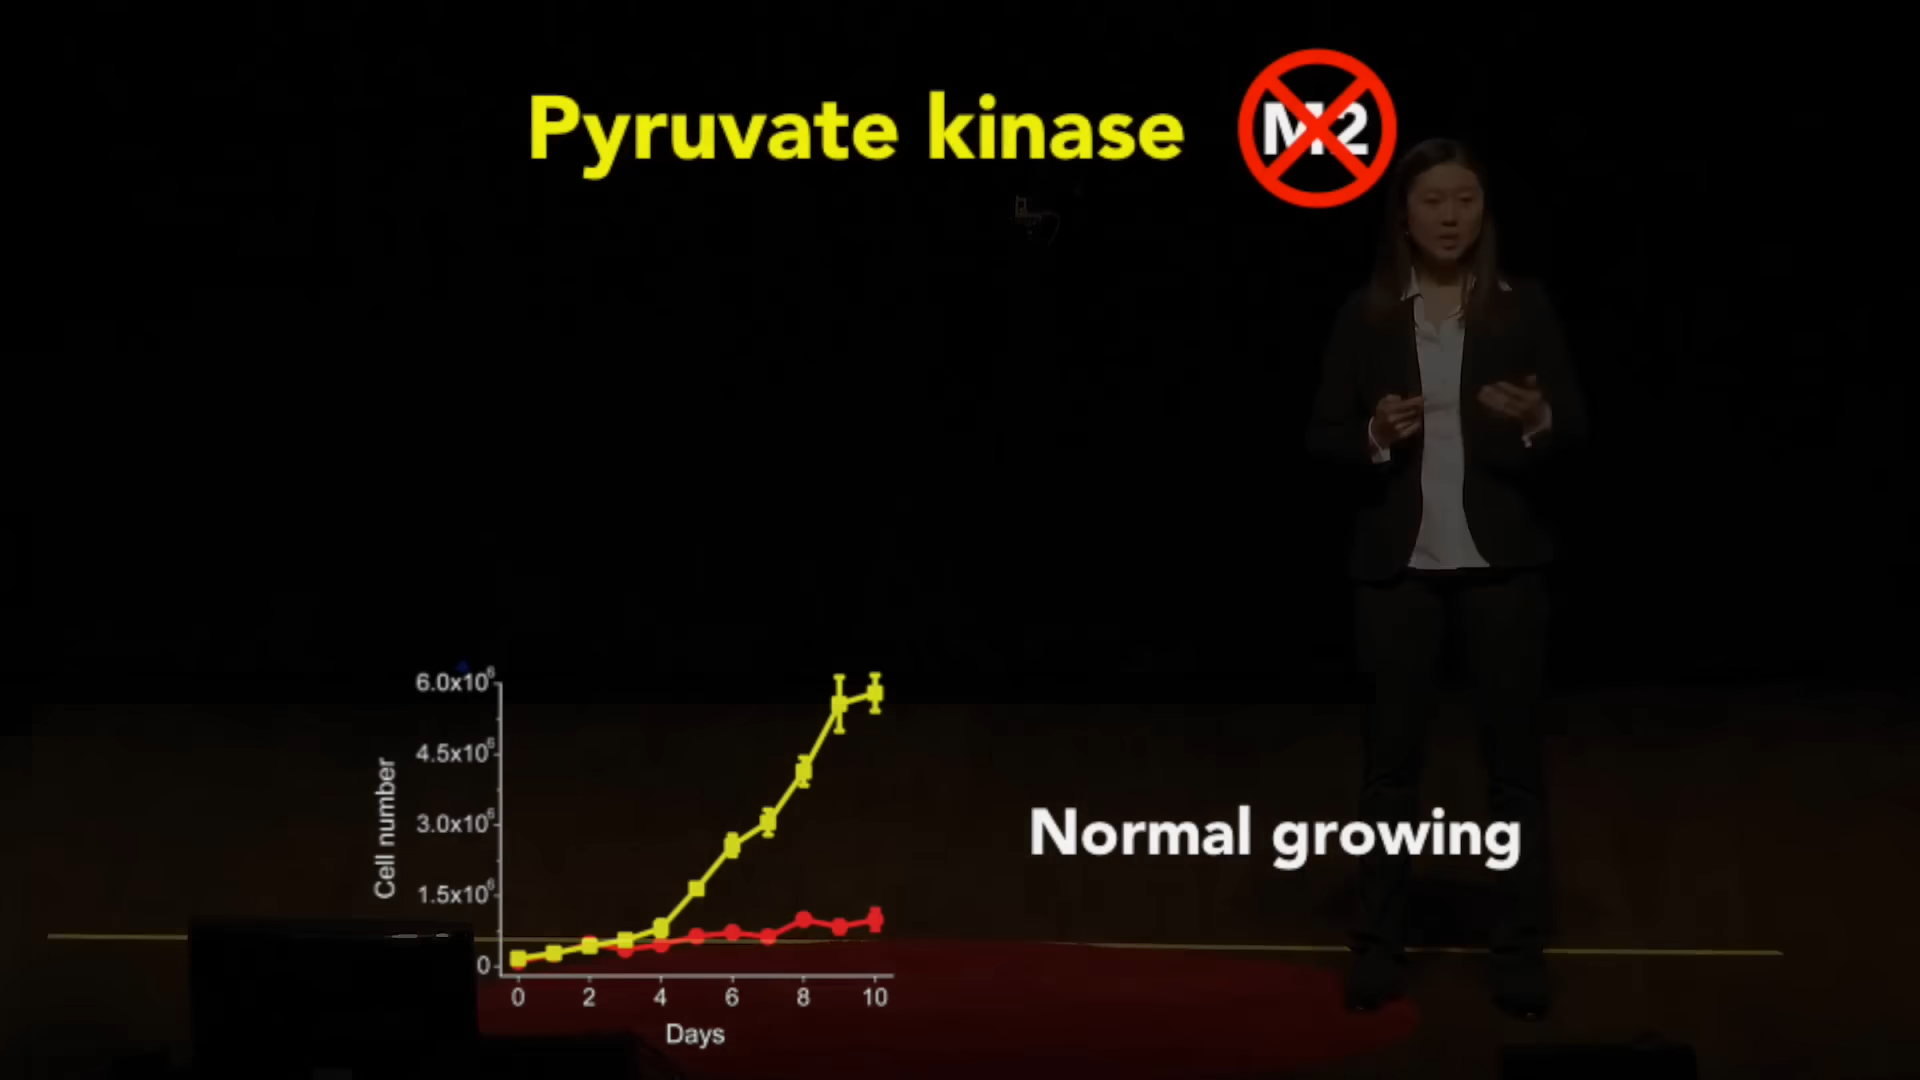 Pyruvate kinase M2
6.0x10⁶
4.5x10⁶
3.0x10⁶
1.5x10⁶
0
Cell number
0 2 4 6 8 10
Days
Normal growing